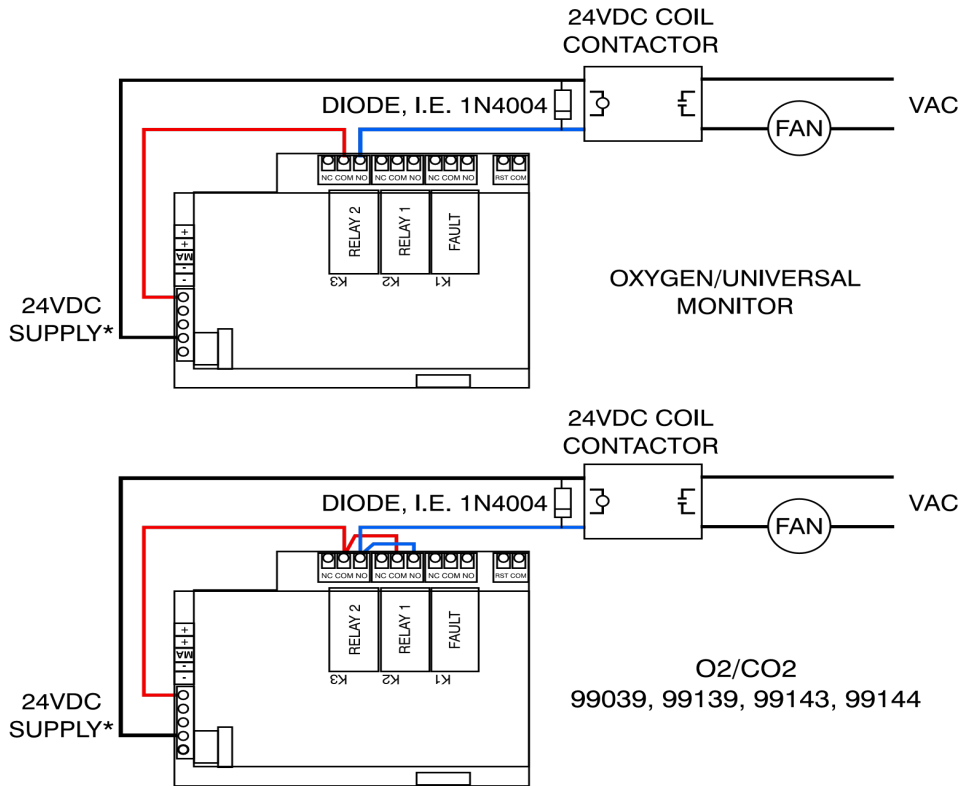 24VDC COIL
CONTACTOR
DIODE, I.E. 1N4004
VAC
FAN
NC COM NO NC COM NO NC COM NO RST COM
RELAY 2
RELAY 1
FAULT
K3
K2
K1
+
+
MA
-
-
OXYGEN/UNIVERSAL
MONITOR
24VDC
SUPPLY*
24VDC COIL
CONTACTOR
DIODE, I.E. 1N4004
VAC
FAN
NC COM NO NC COM NO NC COM NO RST COM
RELAY 2
RELAY 1
FAULT
K3
K2
K1
+
+
MA
-
-
O2/CO2
99039, 99139, 99143, 99144
24VDC
SUPPLY*